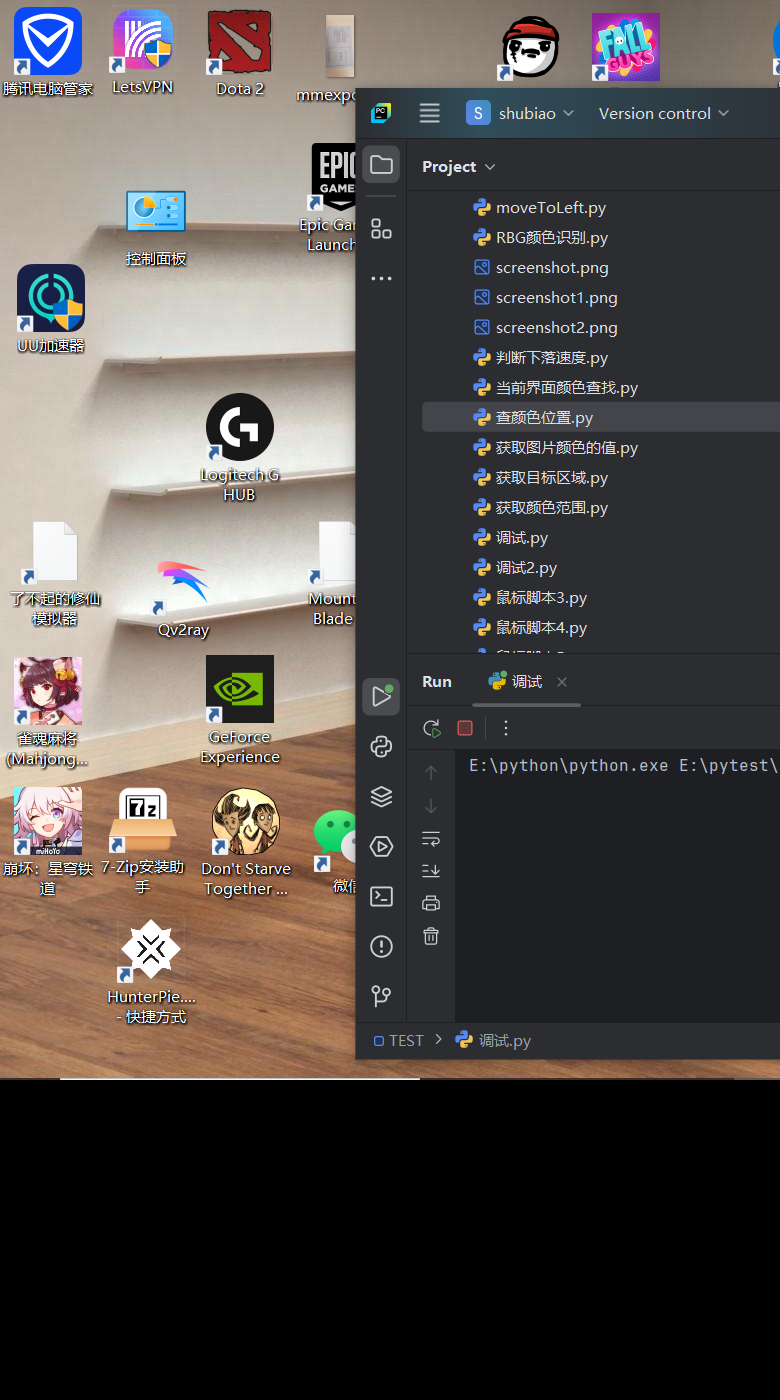 腾讯电脑管家
LetsVPN
Dota 2
mmexpo
FALL
GUYS
控制面板
EPIC
GAMES
Epic Gam
Launch
UU加速器
Logitech G
HUB
了不起的修仙
模拟器
Qv2ray
Mount
Blade
雀魂麻将
(Mahjong...
GeForce
Experience
miHoYo
崩坏：星穹铁
道
7z
7-Zip安装助
手
Don't Starve
Together ...
微信
HunterPie....
- 快捷方式
PC
S
shubiao
Version control
Project
moveToLeft.py
RBG颜色识别.py
screenshot.png
screenshot1.png
screenshot2.png
判断下落速度.py
当前界面颜色查找.py
查颜色位置.py
获取图片颜色的值.py
获取目标区域.py
获取颜色范围.py
调试.py
调试2.py
鼠标脚本3.py
鼠标脚本4.py
Run
调试
E:\python\python.exe E:\pytest\
TEST
调试.py